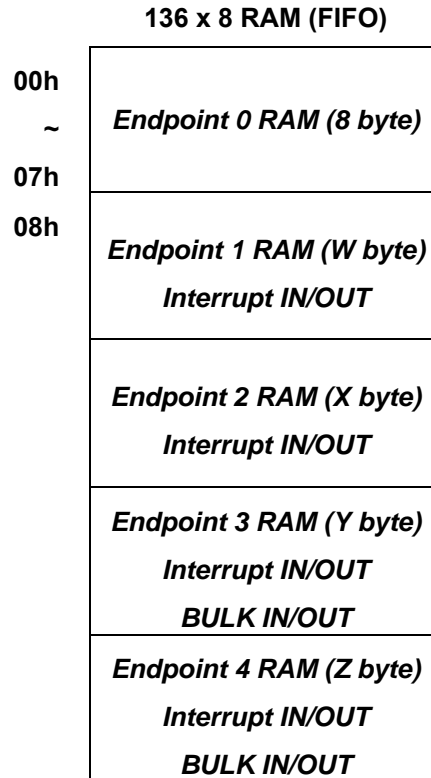 136 x 8 RAM (FIFO)
00h
~
07h
08h
Endpoint 0 RAM (8 byte)
Endpoint 1 RAM (W byte)
Interrupt IN/OUT
Endpoint 2 RAM (X byte)
Interrupt IN/OUT
Endpoint 3 RAM (Y byte)
Interrupt IN/OUT
BULK IN/OUT
Endpoint 4 RAM (Z byte)
Interrupt IN/OUT
BULK IN/OUT